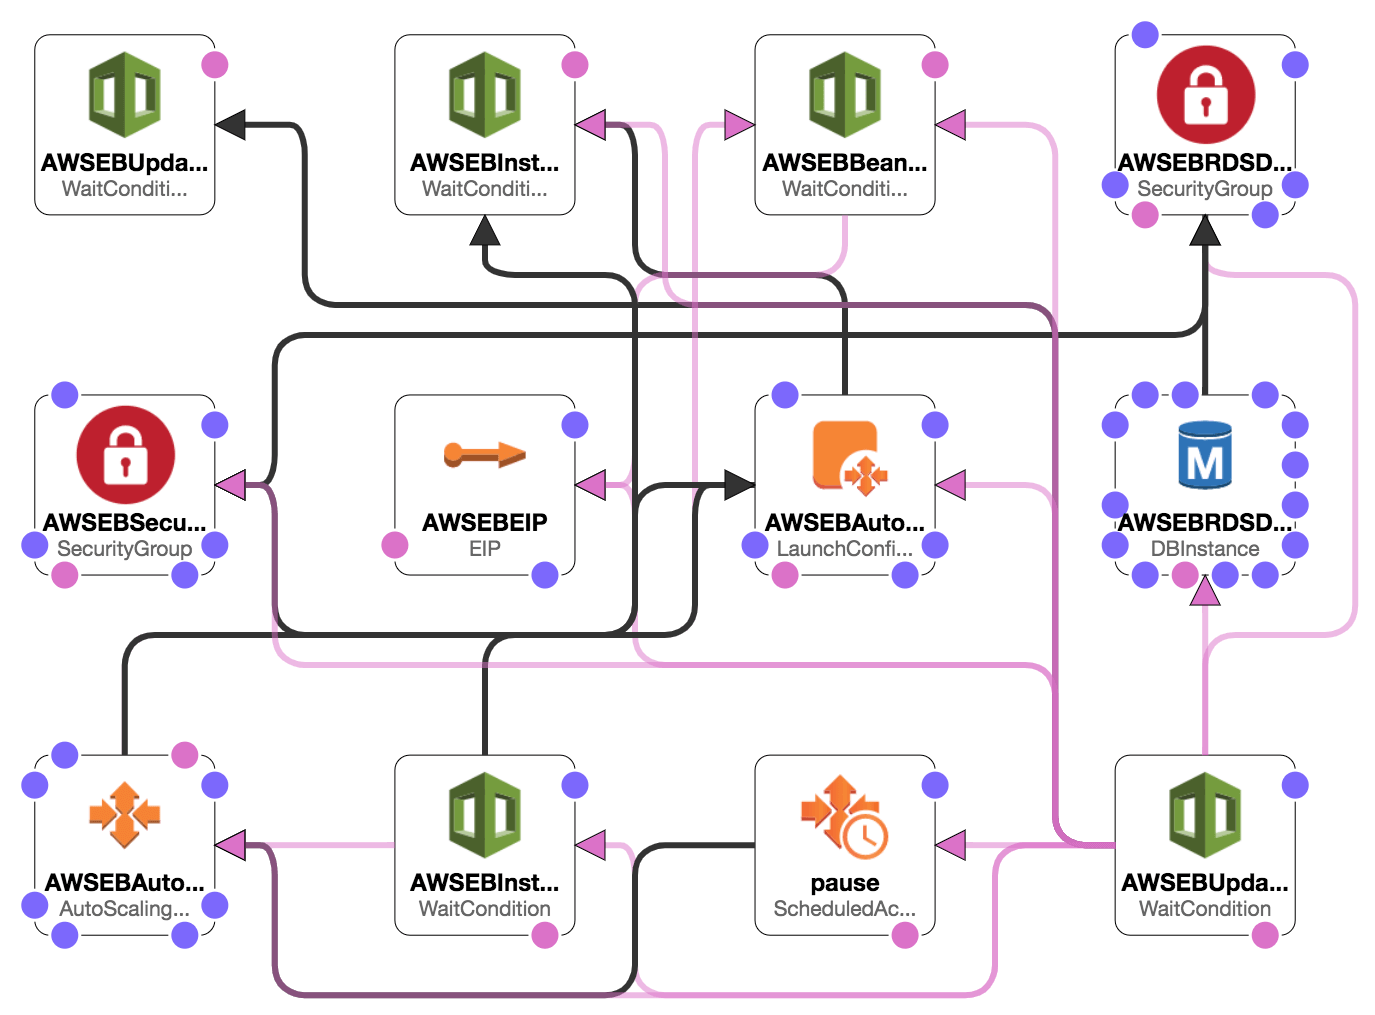 AWSEBUpda...
WaitConditi...
AWSEBInst...
WaitConditi...
AWSEBBean...
WaitConditi...
AWSEBRDSD...
SecurityGroup
AWSEBSecu...
SecurityGroup
AWSEBEIP
EIP
AWSEBAuto...
LaunchConfi...
M
AWSEBRDSD...
DBInstance
AWSEBAuto...
AutoScaling...
AWSEBInst...
WaitCondition
pause
ScheduledAc...
AWSEBUpda...
WaitCondition